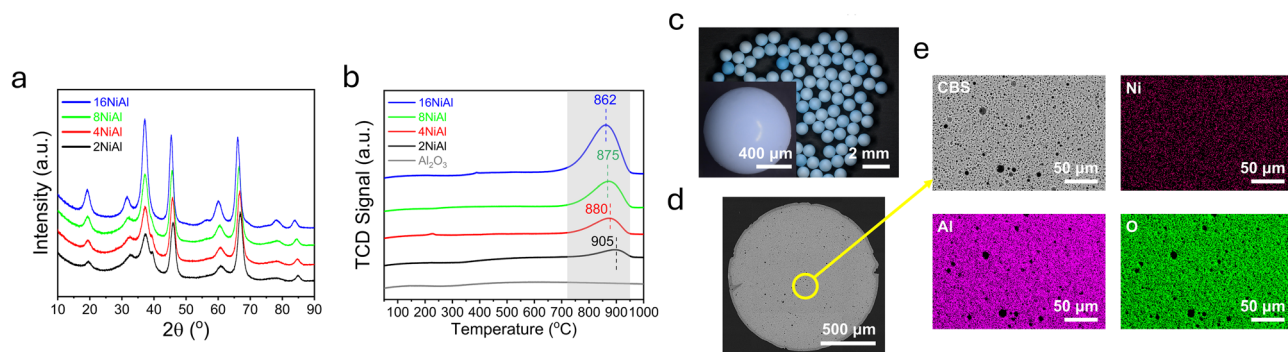 a
16NiAl
8NiAl
4NiAl
2NiAl
Intensity (a.u.)
10 20 30 40 50 60 70 80 90
2θ (°)
b
16NiAl
8NiAl
4NiAl
2NiAl
Al₂O₃
862
875
880
905
TCD Signal (a.u.)
100 200 300 400 500 600 700 800 900 1000
Temperature (°C)
c
400 μm
2 mm
d
500 μm
e
CBS
50 μm
Ni
50 μm
Al
50 μm
O
50 μm